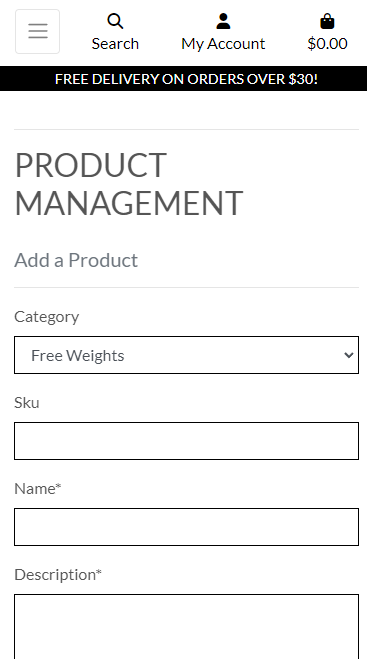 Search My Account $0.00
FREE DELIVERY ON ORDERS OVER $30!
PRODUCT
MANAGEMENT
Add a Product
Category
Free Weights
Sku
Name*
Description*